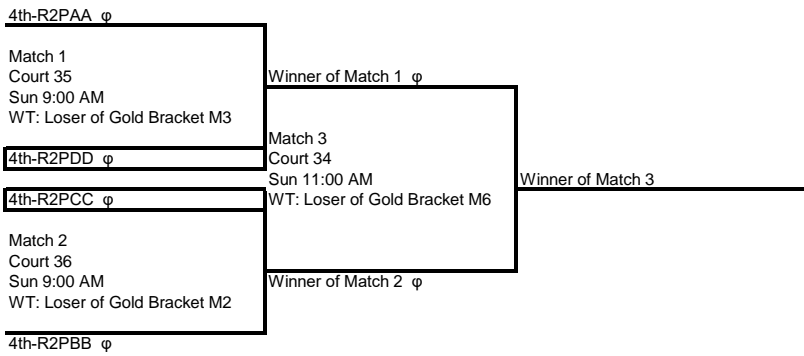 4th-R2PAA φ
Match 1
Court 35
Sun 9:00 AM
WT: Loser of Gold Bracket M3
4th-R2PDD φ
4th-R2PCC φ
Match 2
Court 36
Sun 9:00 AM
WT: Loser of Gold Bracket M2
4th-R2PBB φ
Winner of Match 1 φ
Match 3
Court 34
Sun 11:00 AM
WT: Loser of Gold Bracket M6
Winner of Match 2 φ
Winner of Match 3